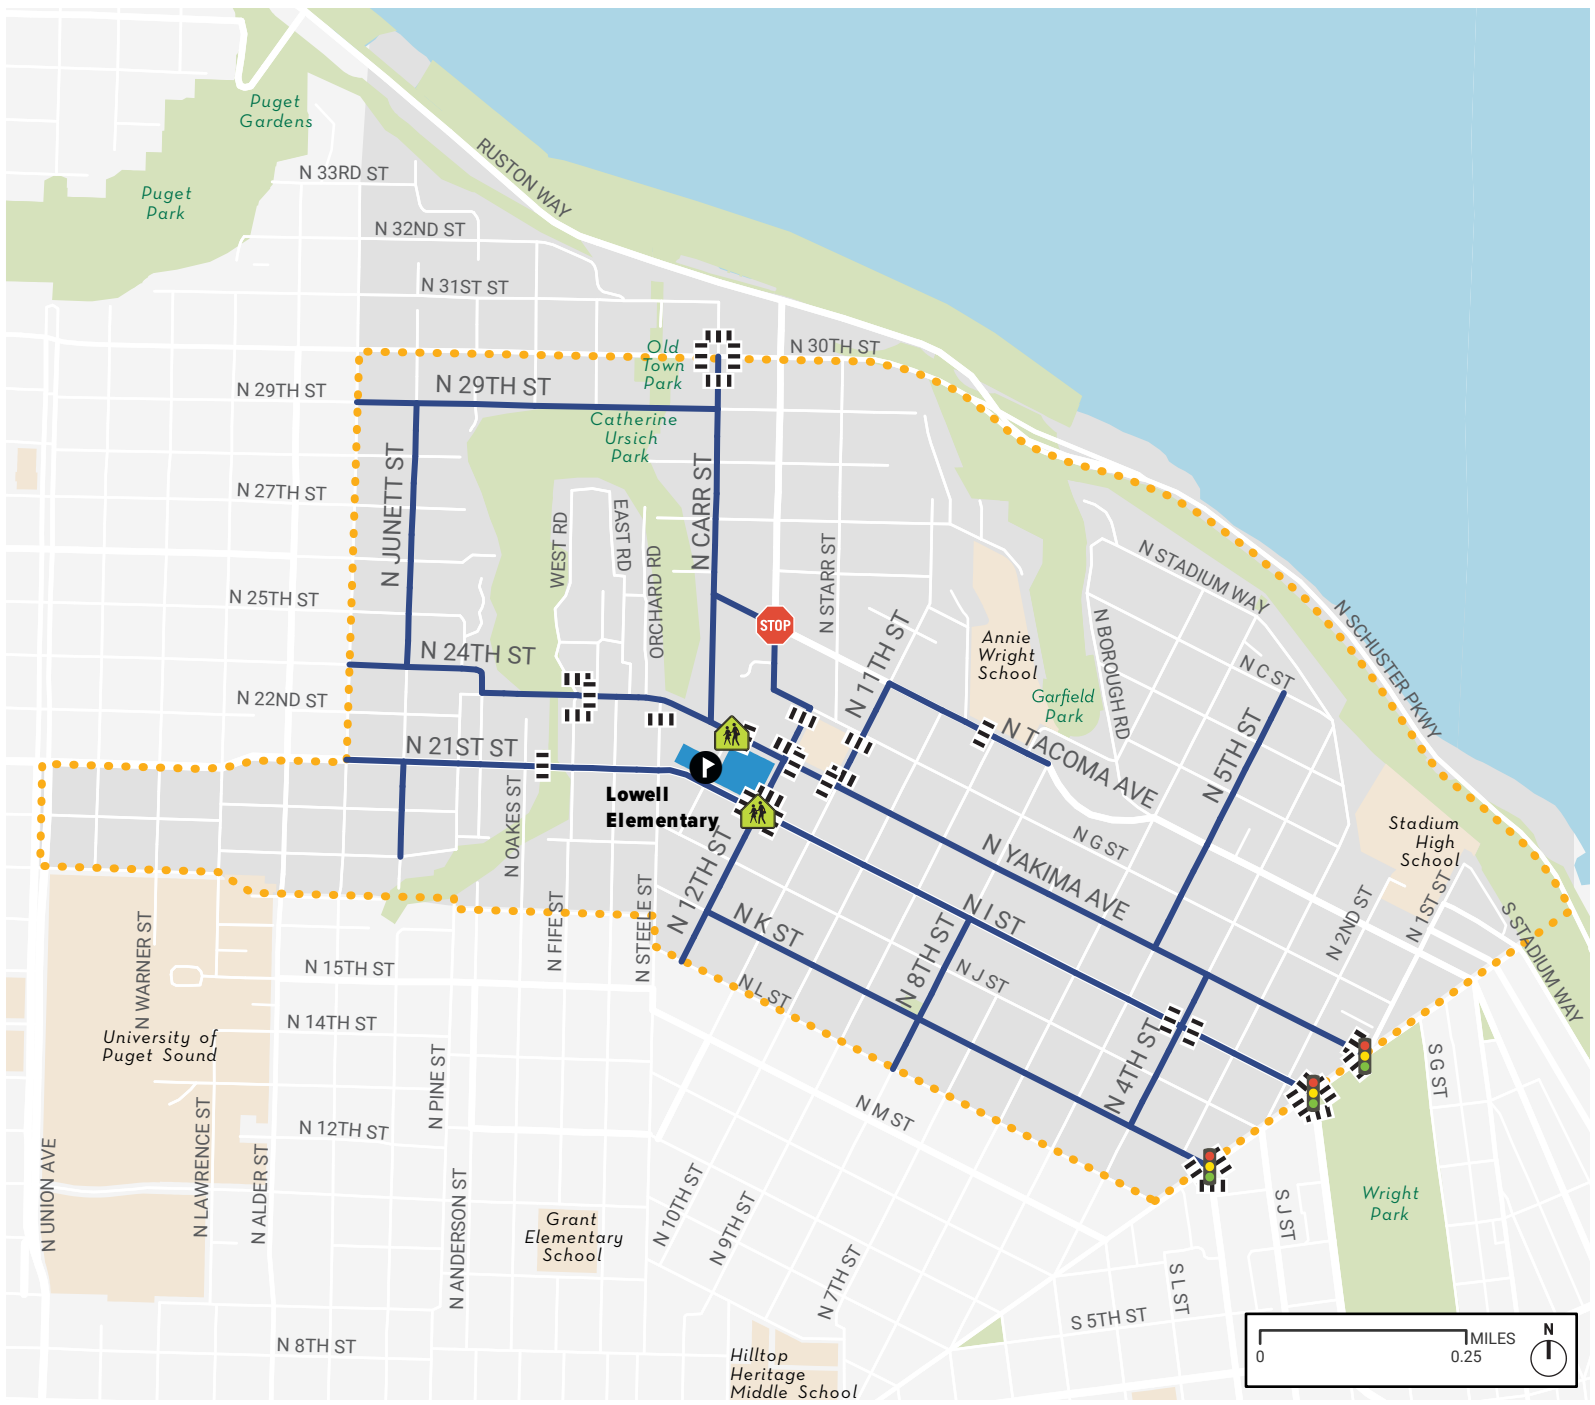 Puget
Gardens
RUSTON WAY
N 33RD ST
Puget
Park
N 32ND ST
N 31ST ST
Old
Town
Park
N 30TH ST
N 29TH ST
N 29TH ST
Catherine
Ursich
Park
N JUNETT ST
N CARR ST
N 27TH ST
WEST RD
EAST RD
ORCHARD RD
N STARR ST
N STADIUM WAY
N 25TH ST
STOP
N SCHUSTER PKWY
N BOROUGH RD
Annie
Wright
School
N 24TH ST
N 11TH ST
N C ST
N 22ND ST
Garfield
Park
N 21ST ST
N TACOMA AVE
N 5TH ST
Lowell
Elementary
N OAKES ST
N G ST
Stadium
High
School
N YAKIMA AVE
N 12TH ST
N FIFE ST
N STEELE ST
N K ST
N I ST
N 8TH ST
N 2ND ST
N 1ST ST
S STADIUM WAY
N WARNER ST
N 15TH ST
N J ST
N L ST
University of
Puget Sound
N 14TH ST
N PINE ST
N 4TH ST
S G ST
N M ST
N 12TH ST
N UNION AVE
N LAWRENCE ST
N ALDER ST
N ANDERSON ST
N 10TH ST
N 9TH ST
Grant
Elementary
School
N 7TH ST
Wright
Park
S J ST
S L ST
S 5TH ST
N 8TH ST
Hilltop
Heritage
Middle School
MILES
0
0.25
N